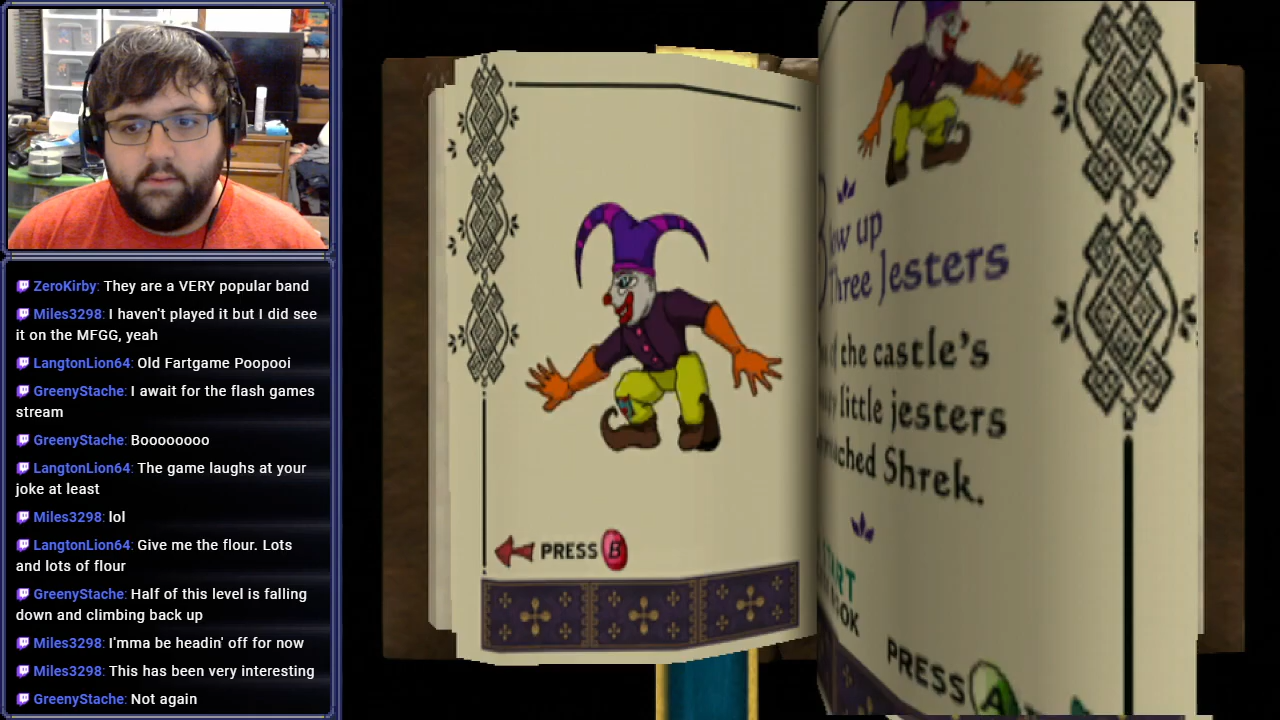 ZeroKirby: They are a VERY popular band
Miles3298: I haven't played it but I did see
it on the MFGG, yeah
LangtonLion64: Old Fartgame Poopooi
GreenyStache: I await for the flash games
stream
GreenyStache: Boooooooo
LangtonLion64: The game laughs at your
joke at least
Miles3298: lol
LangtonLion64: Give me the flour. Lots
and lots of flour
GreenyStache: Half of this level is falling
down and climbing back up
Miles3298: I'mma be headin' off for now
Miles3298: This has been very interesting
GreenyStache: Not again
PRESS B
Blow up
Three Jesters
of the castle's
little jesters
Shrek.
PRESS A